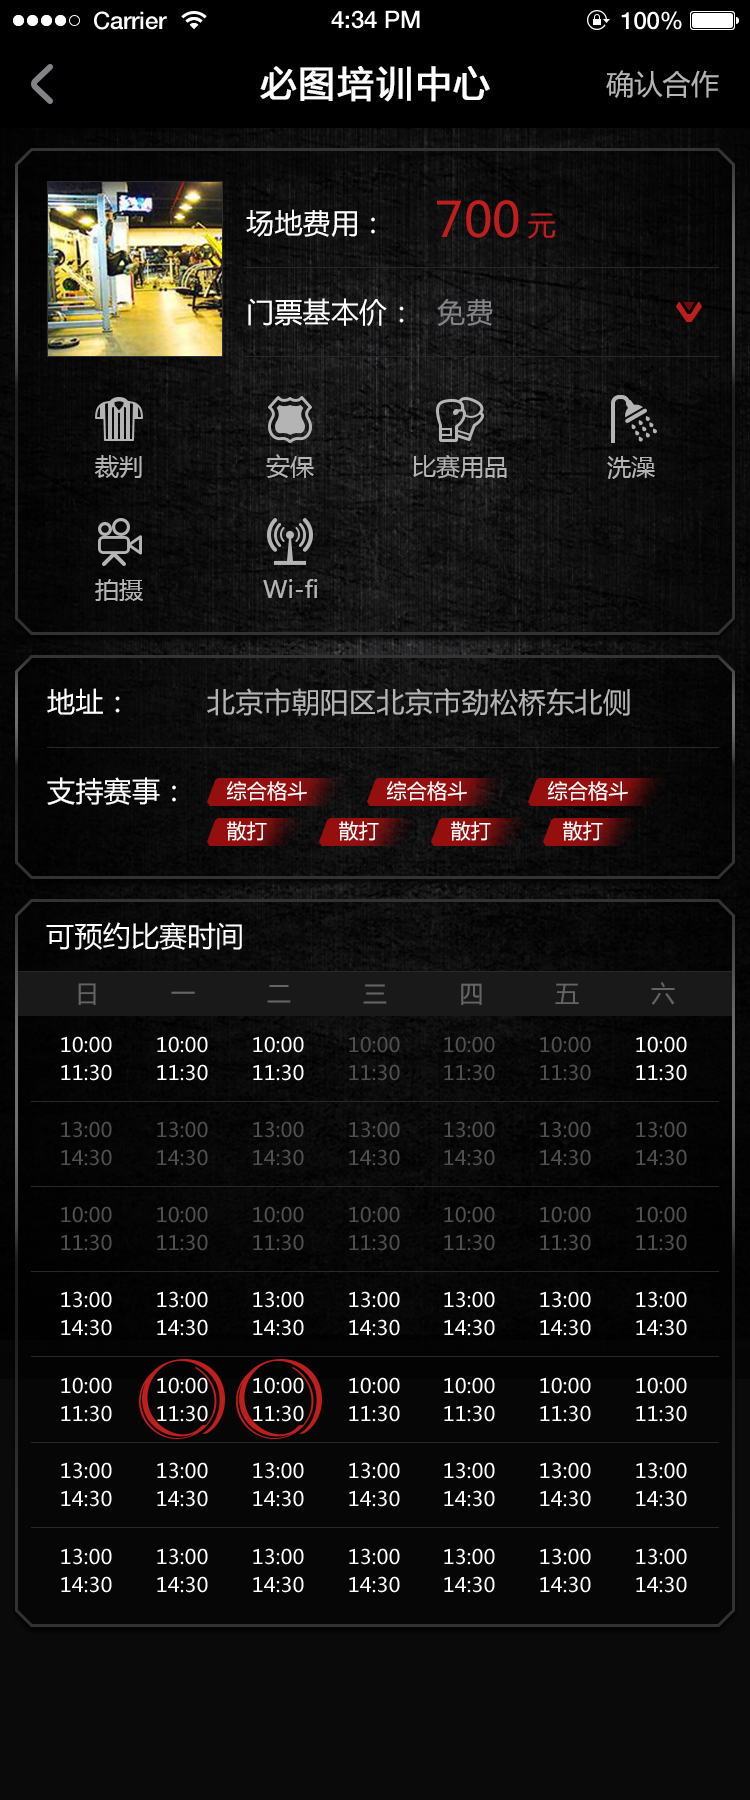 Carrier 4:34 PM 100%
必图培训中心 确认合作
场地费用： 700元
门票基本价： 免费
裁判 安保 比赛用品 洗澡
拍摄 Wi-fi
地址： 北京市朝阳区北京市劲松桥东北侧
支持赛事： 综合格斗 综合格斗 综合格斗
散打 散打 散打 散打
可预约比赛时间
日 一 二 三 四 五 六
10:00 10:00 10:00 10:00 10:00 10:00 10:00
11:30 11:30 11:30 11:30 11:30 11:30 11:30
13:00 13:00 13:00 13:00 13:00 13:00 13:00
14:30 14:30 14:30 14:30 14:30 14:30 14:30
10:00 10:00 10:00 10:00 10:00 10:00 10:00
11:30 11:30 11:30 11:30 11:30 11:30 11:30
13:00 13:00 13:00 13:00 13:00 13:00 13:00
14:30 14:30 14:30 14:30 14:30 14:30 14:30
10:00 10:00 10:00 10:00 10:00 10:00 10:00
11:30 11:30 11:30 11:30 11:30 11:30 11:30
13:00 13:00 13:00 13:00 13:00 13:00 13:00
14:30 14:30 14:30 14:30 14:30 14:30 14:30
13:00 13:00 13:00 13:00 13:00 13:00 13:00
14:30 14:30 14:30 14:30 14:30 14:30 14:30